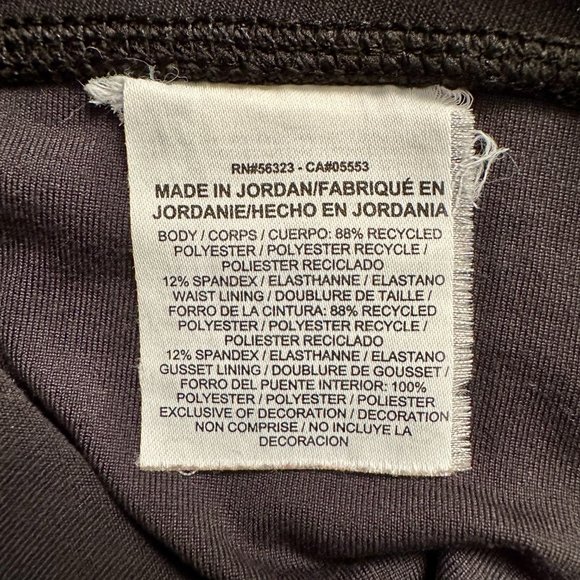 RN#56323 - CA#05553
MADE IN JORDAN/FABRIQUÉ EN
JORDANIE/HECHO EN JORDANIA
BODY / CORPS / CUERPO: 88% RECYCLED
POLYESTER / POLYESTER RECYCLE /
POLIESTER RECICLADO
12% SPANDEX / ELASTHANNE / ELASTANO
WAIST LINING / DOUBLURE DE TAILLE /
FORRO DE LA CINTURA: 88% RECYCLED
POLYESTER / POLYESTER RECYCLE /
POLIESTER RECICLADO
12% SPANDEX / ELASTHANNE / ELASTANO
GUSSET LINING / DOUBLURE DE GOUSSET /
FORRO DEL PUENTE INTERIOR: 100%
POLYESTER / POLYESTER / POLIESTER
EXCLUSIVE OF DECORATION / DECORATION
NON COMPRISE / NO INCLUYE LA
DECORACION